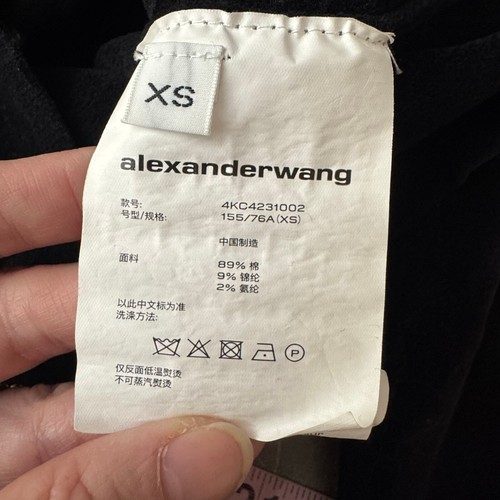 XS
alexanderwang
款号: 4KC4231002
号型/规格: 155/76A(XS)
中国制造
面料 89% 棉
9% 锦纶
2% 氨纶
以此中文标为准
洗涤方法:
P
仅反面低温熨烫
不可蒸汽熨烫